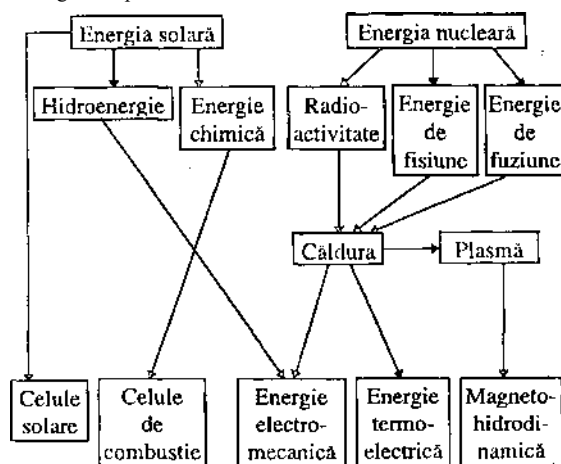 Energia solară
Energia nucleară
Hidroenergie
Energie
chimică
Radio-
activitate
Energie
de
fisiune
Energie
de
fuziune
Căldura
Plasmă
Celule
solare
Celule
de
combustie
Energie
electro-
mecanică
Energie
termo-
electrică
Magneto-
hidrodi-
namică